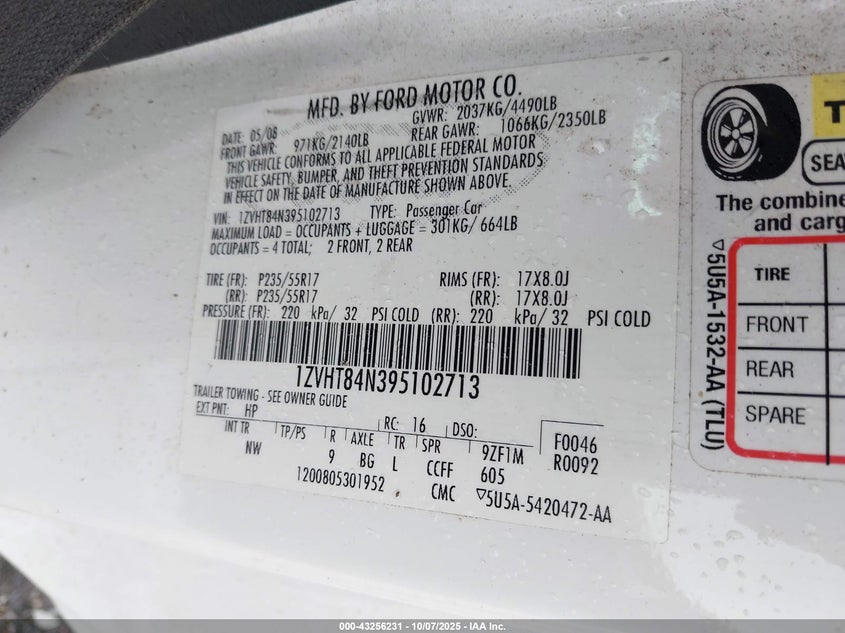 MFD. BY FORD MOTOR CO.
DATE: 05/08 GVWR: 2037KG/4490LB
FRONT GAWR: 971KG/2140LB REAR GAWR: 1066KG/2350LB
THIS VEHICLE CONFORMS TO ALL APPLICABLE FEDERAL MOTOR
VEHICLE SAFETY, BUMPER, AND THEFT PREVENTION STANDARDS
IN EFFECT ON THE DATE OF MANUFACTURE SHOWN ABOVE.
VIN: 1ZVHT84N395102713 TYPE: Passenger Car
MAXIMUM LOAD = OCCUPANTS + LUGGAGE = 301KG/ 664LB
OCCUPANTS = 4 TOTAL; 2 FRONT, 2 REAR
TIRE (FR): P235/55R17 RIMS (FR): 17X8.0J
(RR): P235/55R17 (RR): 17X8.0J
PRESSURE (FR): 220 kPa/ 32 PSI COLD (RR): 220 kPa/ 32 PSI COLD
1ZVHT84N395102713
TRAILER TOWING - SEE OWNER GUIDE
EXT PNT: HP RC: 16 DSO: F0046
INT TR TP/PS R AXLE TR SPR 9ZF1M R0092
NW 9 BG L CCFF 605
1200805301952 CMC 5U5A-5420472-AA
T
SEA
The combine
and carg
5U5A-1532-AA (TLU)
TIRE
FRONT
REAR
SPARE
000-43256231 - 10/07/2025 - IAA Inc.